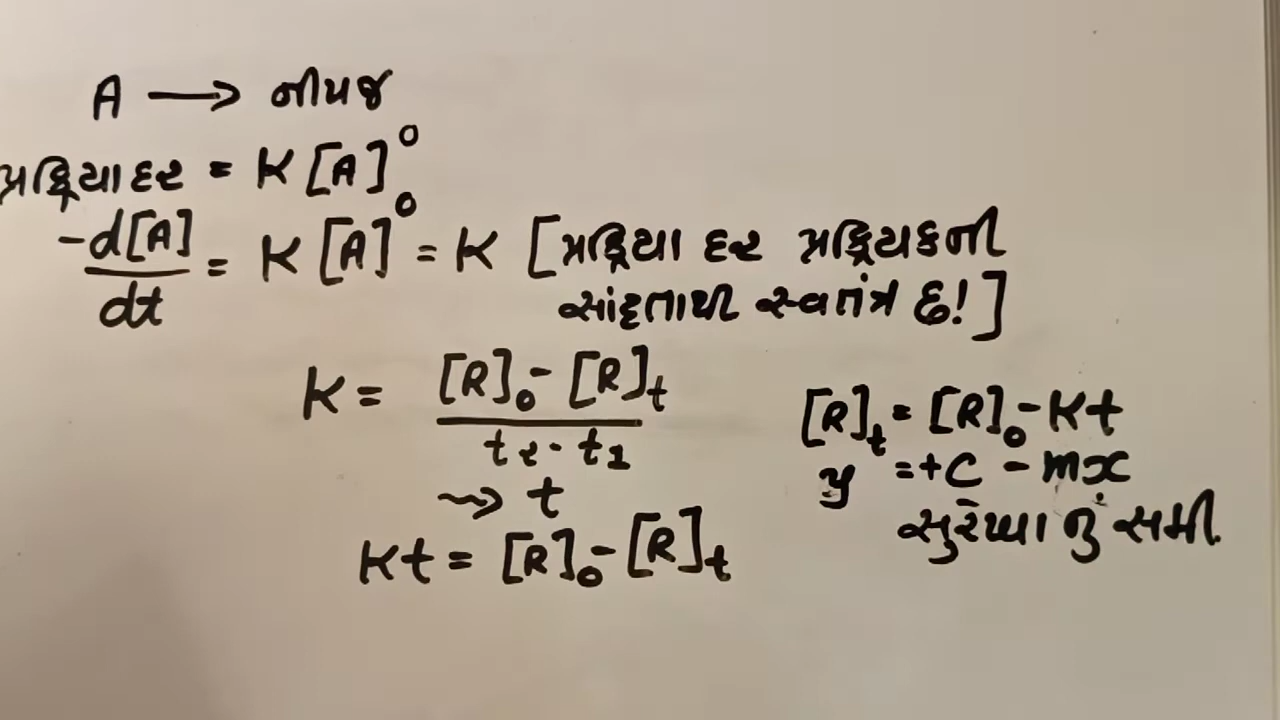 A → નીપજ
પ્રક્રિયા દર = K [A]⁰
-d[A]/dt = K [A]⁰ = K [પ્રક્રિયા દર પ્રક્રિયકની
સાંદ્રતાથી સ્વતંત્ર છે!]
K = [R]₀ - [R]t / t₂ - t₁
⇝ t
Kt = [R]₀ - [R]t
[R]t = [R]₀ - Kt
y = +C - mx
સુરેખાનું સમી.